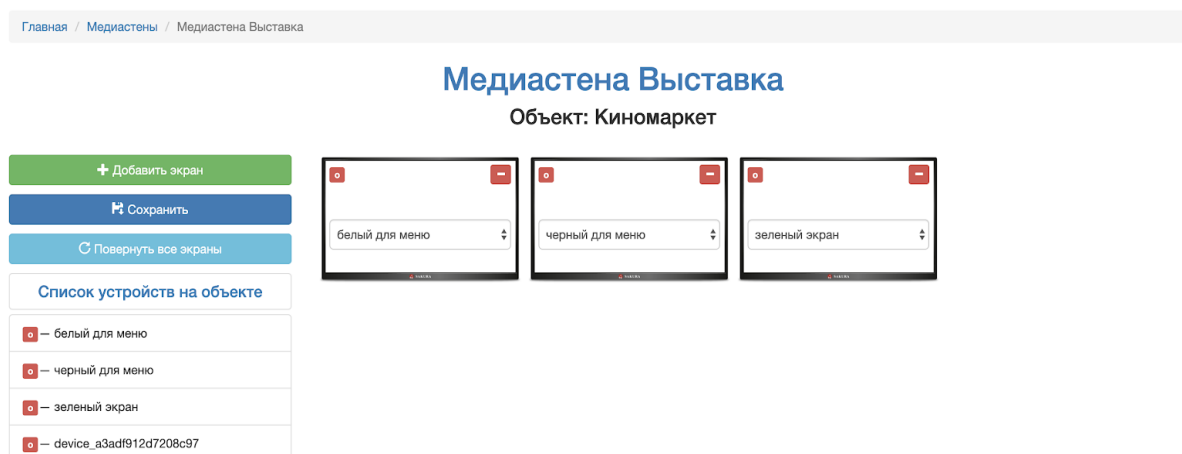 Главная / Медиастены / Медиастена Выставка
Медиастена Выставка
Объект: Киномаркет
Добавить экран
Сохранить
Повернуть все экраны
Список устройств на объекте
о — белый для меню
о — черный для меню
о — зеленый экран
о — device_a3adf912d7208c97
о
белый для меню
о
черный для меню
о
зеленый экран